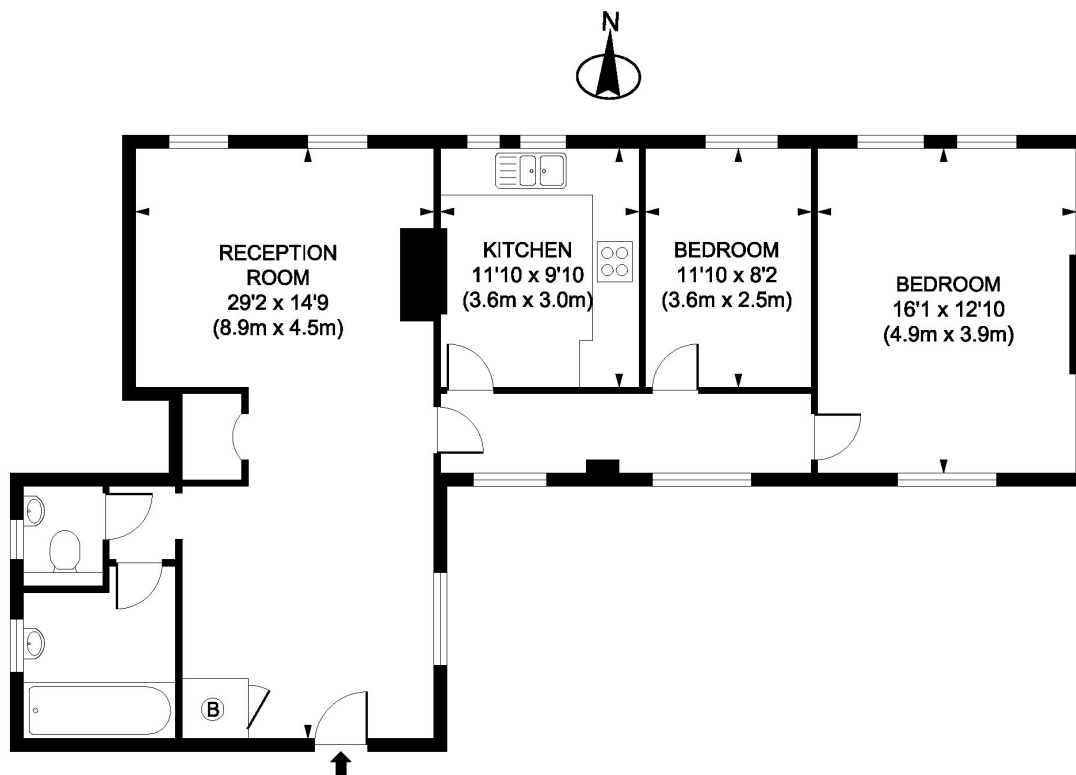 N
RECEPTION
ROOM
29'2 x 14'9
(8.9m x 4.5m)
KITCHEN
11'10 x 9'10
(3.6m x 3.0m)
BEDROOM
11'10 x 8'2
(3.6m x 2.5m)
BEDROOM
16'1 x 12'10
(4.9m x 3.9m)
B